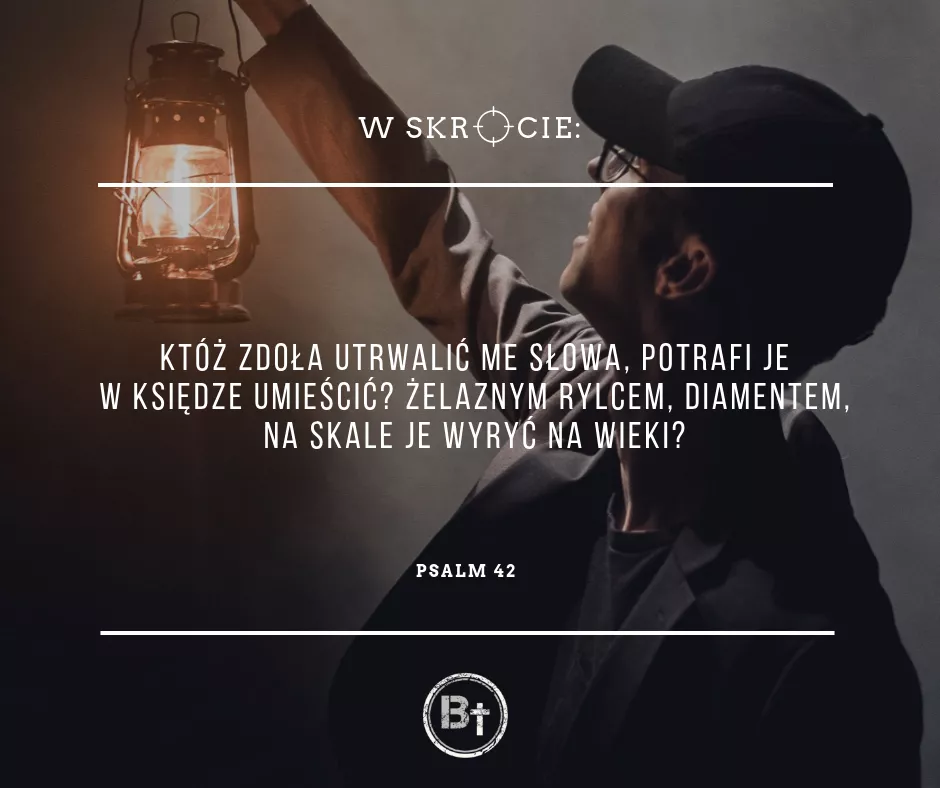 W SKRÓCIE:
KTÓŻ ZDOŁA UTRWALIĆ ME SŁOWA, POTRAFI JE
W KSIĘDZE UMIEŚCIĆ? ŻELAZNYM RYLCEM, DIAMENTEM,
NA SKALE JE WYRYĆ NA WIEKI?
PSALM 42
Bt